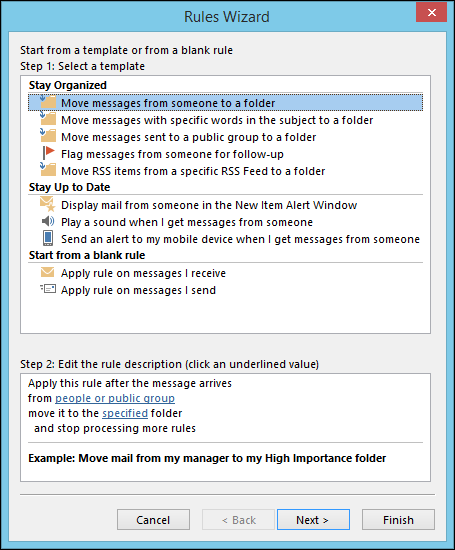 Rules Wizard
Start from a template or from a blank rule
Step 1: Select a template
Stay Organized
Move messages from someone to a folder
Move messages with specific words in the subject to a folder
Move messages sent to a public group to a folder
Flag messages from someone for follow-up
Move RSS items from a specific RSS Feed to a folder
Stay Up to Date
Display mail from someone in the New Item Alert Window
Play a sound when I get messages from someone
Send an alert to my mobile device when I get messages from someone
Start from a blank rule
Apply rule on messages I receive
Apply rule on messages I send
Step 2: Edit the rule description (click an underlined value)
Apply this rule after the message arrives
from people or public group
move it to the specified folder
and stop processing more rules
Example: Move mail from my manager to my High Importance folder
Cancel < Back Next > Finish